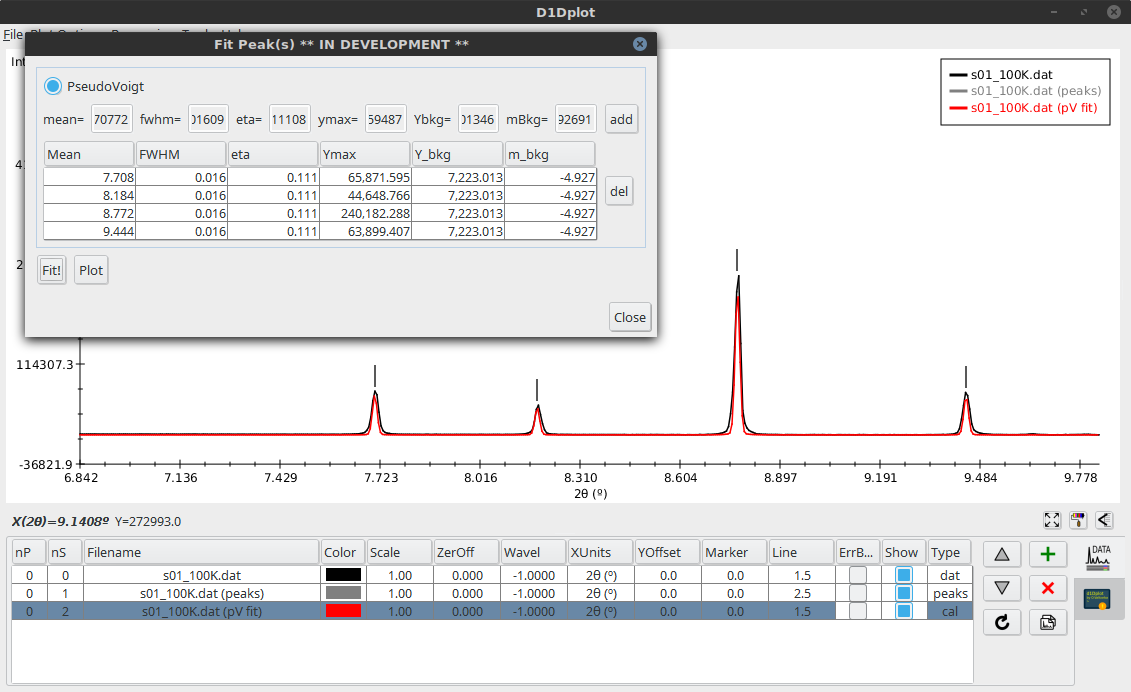 D1Dplot
File
Fit Peak(s) ** IN DEVELOPMENT **
Int
PseudoVoigt
mean= 70772 fwhm= 01609 eta= 11108 ymax= 59487 Ybkg= 01346 mBkg= 92691 add
Mean FWHM eta Ymax Y_bkg m_bkg
7.708 0.016 0.111 65,871.595 7,223.013 -4.927
8.184 0.016 0.111 44,648.766 7,223.013 -4.927
8.772 0.016 0.111 240,182.288 7,223.013 -4.927
9.444 0.016 0.111 63,899.407 7,223.013 -4.927
del
Fit! Plot
Close
s01_100K.dat
s01_100K.dat (peaks)
s01_100K.dat (pV fit)
41
2
114307.3
-36821.9
6.842 7.136 7.429 7.723 8.016 8.310 8.604 8.897 9.191 9.484 9.778
2θ (º)
X(2θ)=9.1408º Y=272993.0
nP nS Filename Color Scale ZerOff Wavel XUnits YOffset Marker Line ErrB... Show Type
0 0 s01_100K.dat 1.00 0.000 -1.0000 2θ (º) 0.0 0.0 1.5 dat
0 1 s01_100K.dat (peaks) 1.00 0.000 -1.0000 2θ (º) 0.0 0.0 2.5 peaks
0 2 s01_100K.dat (pV fit) 1.00 0.000 -1.0000 2θ (º) 0.0 0.0 1.5 cal
DATA